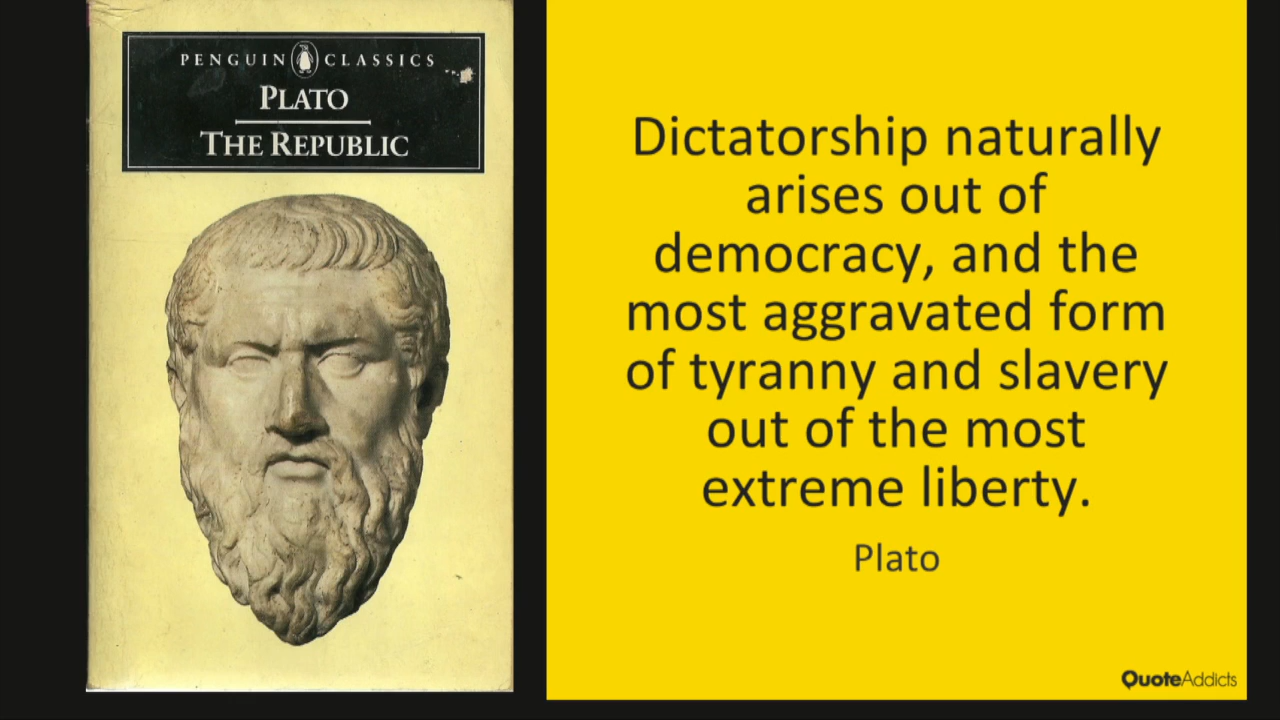 PENGUIN CLASSICS
PLATO
THE REPUBLIC
Dictatorship naturally
arises out of
democracy, and the
most aggravated form
of tyranny and slavery
out of the most
extreme liberty.
Plato
QuoteAddicts